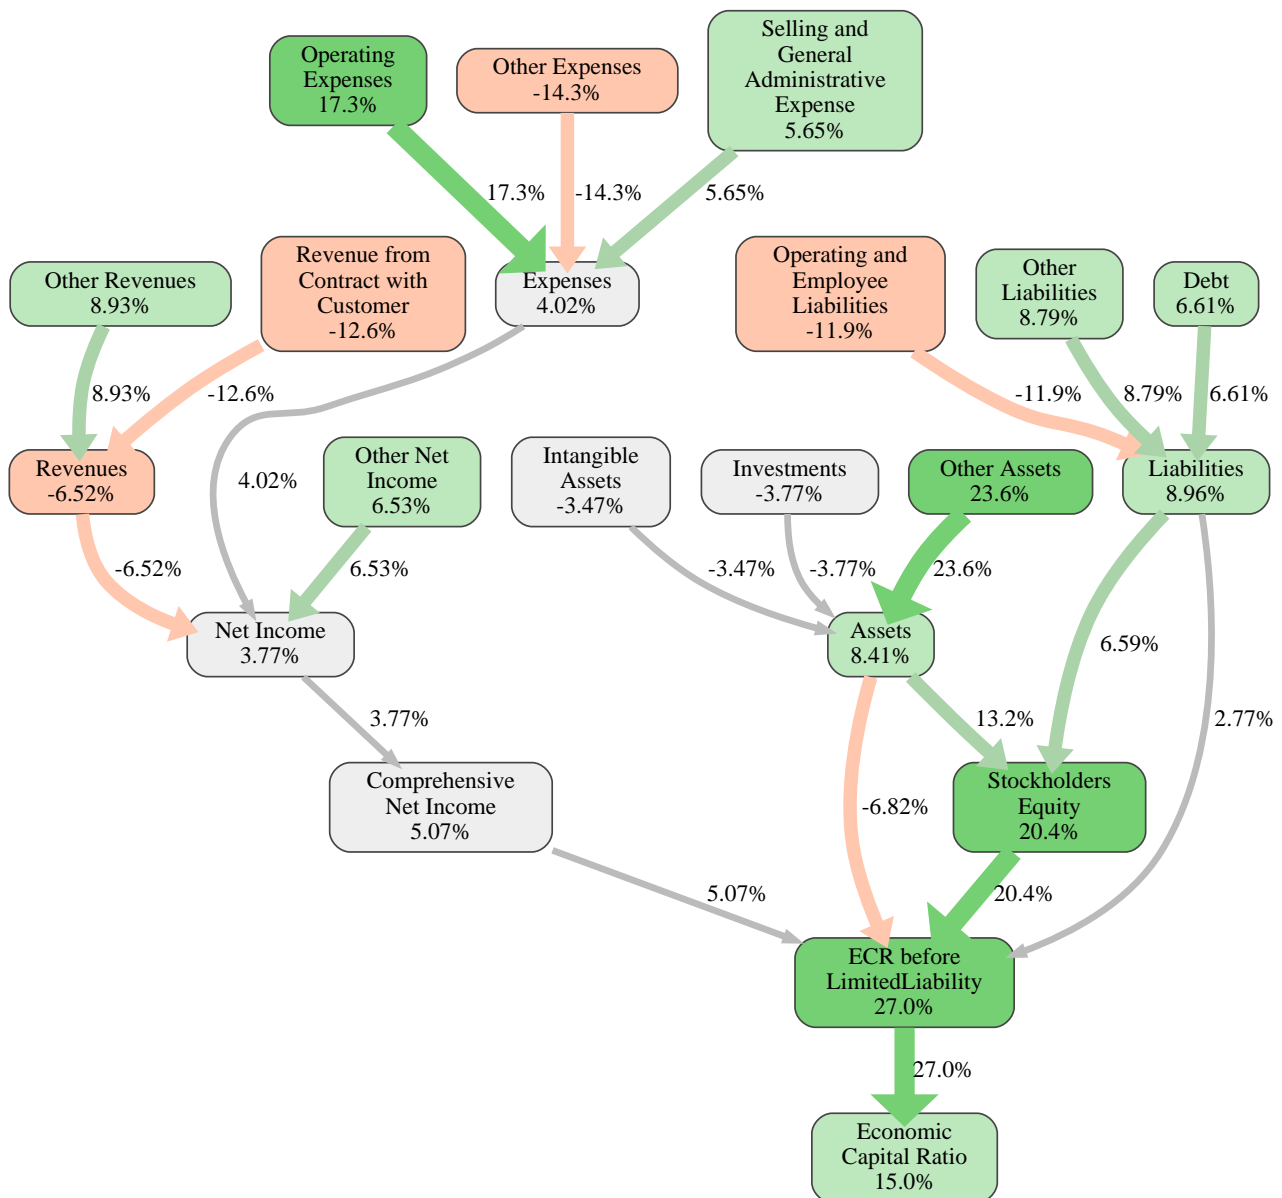 Operating
Expenses
17.3%
Other Expenses
-14.3%
Selling and
General
Administrative
Expense
5.65%
17.3%
-14.3%
5.65%
Other Revenues
8.93%
Revenue from
Contract with
Customer
-12.6%
Expenses
4.02%
Operating and
Employee
Liabilities
-11.9%
Other
Liabilities
8.79%
Debt
6.61%
8.93%
-12.6%
-11.9%
8.79%
6.61%
Revenues
-6.52%
4.02%
Other Net
Income
6.53%
Intangible
Assets
-3.47%
Investments
-3.77%
Other Assets
23.6%
Liabilities
8.96%
-6.52%
6.53%
-3.47%
-3.77%
23.6%
Net Income
3.77%
Assets
8.41%
6.59%
3.77%
13.2%
2.77%
Comprehensive
Net Income
5.07%
-6.82%
Stockholders
Equity
20.4%
5.07%
20.4%
ECR before
LimitedLiability
27.0%
27.0%
Economic
Capital Ratio
15.0%